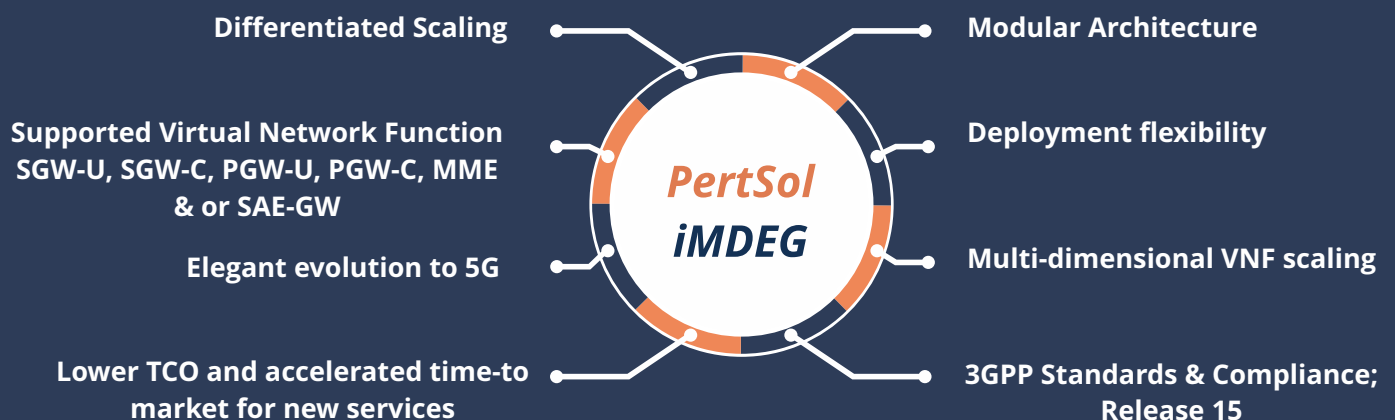 Differentiated Scaling
Supported Virtual Network Function
SGW-U, SGW-C, PGW-U, PGW-C, MME
& or SAE-GW
Elegant evolution to 5G
Lower TCO and accelerated time-to
market for new services
PertSol
iMDEG
Modular Architecture
Deployment flexibility
Multi-dimensional VNF scaling
3GPP Standards & Compliance;
Release 15